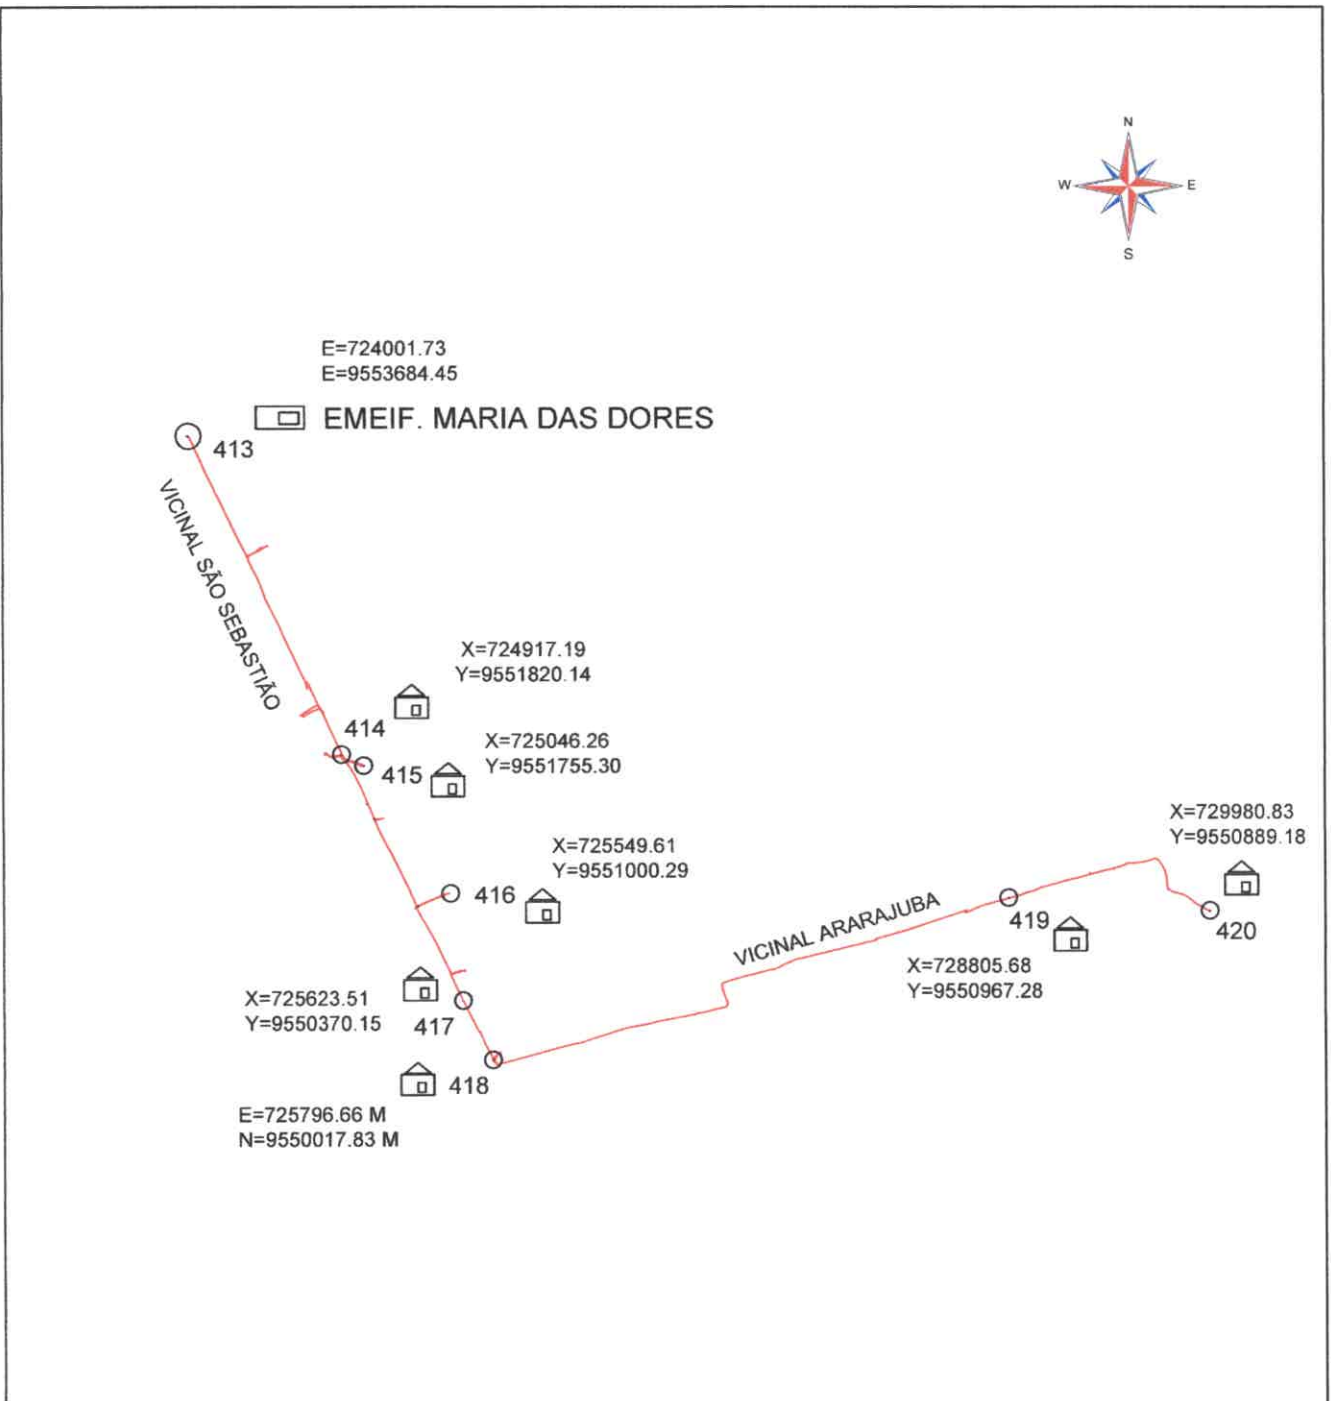 N
W E
S
E=724001.73
E=9553684.45
EMEIF. MARIA DAS DORES
413
VICINAL SÃO SEBASTIÃO
X=724917.19
Y=9551820.14
414
X=725046.26
Y=9551755.30
415
X=725549.61
Y=9551000.29
416
X=729980.83
Y=9550889.18
420
VICINAL ARARAJUBA
419
X=728805.68
Y=9550967.28
X=725623.51
Y=9550370.15
417
418
E=725796.66 M
N=9550017.83 M